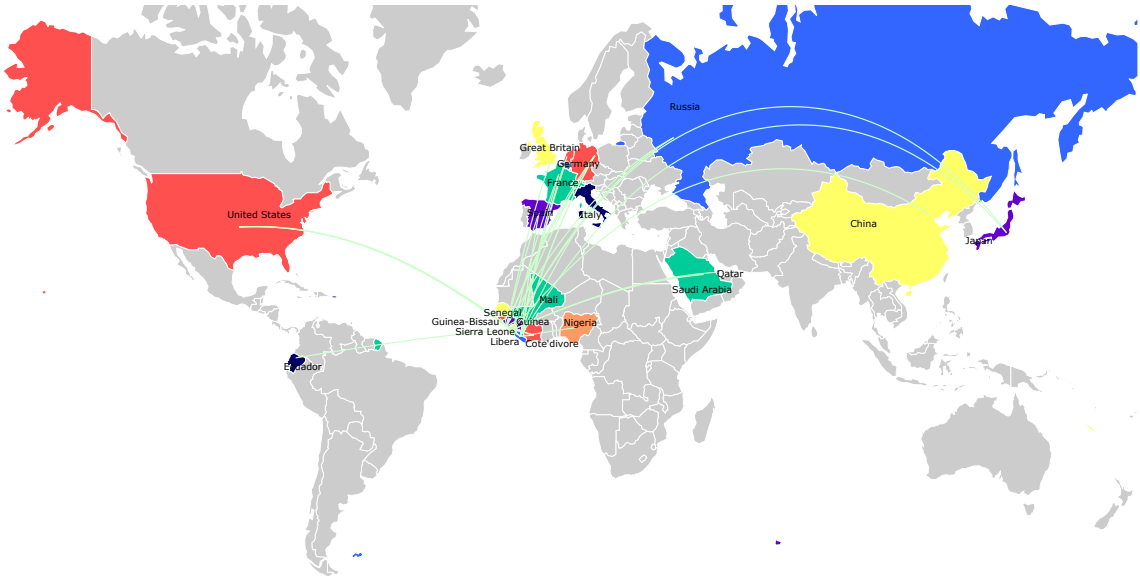 Russia
Great Britain
Germany
France
Spain
Italy
United States
China
Japan
Qatar
Saudi Arabia
Mali
Senegal
Guinea-Bissau
Guinea
Nigeria
Sierra Leone
Libera
Cote'divore
Ecuador